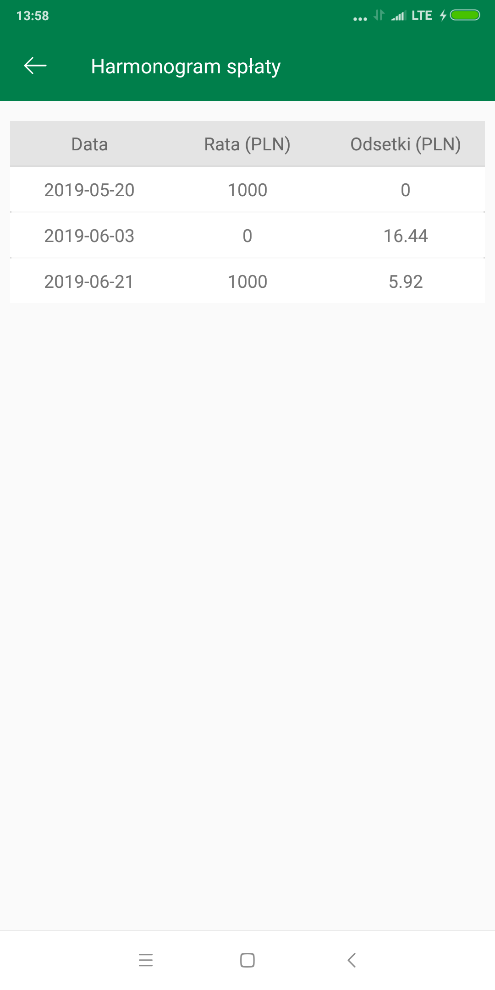 13:58 ... LTE
Harmonogram spłaty
Data Rata (PLN) Odsetki (PLN)
2019-05-20 1000 0
2019-06-03 0 16.44
2019-06-21 1000 5.92